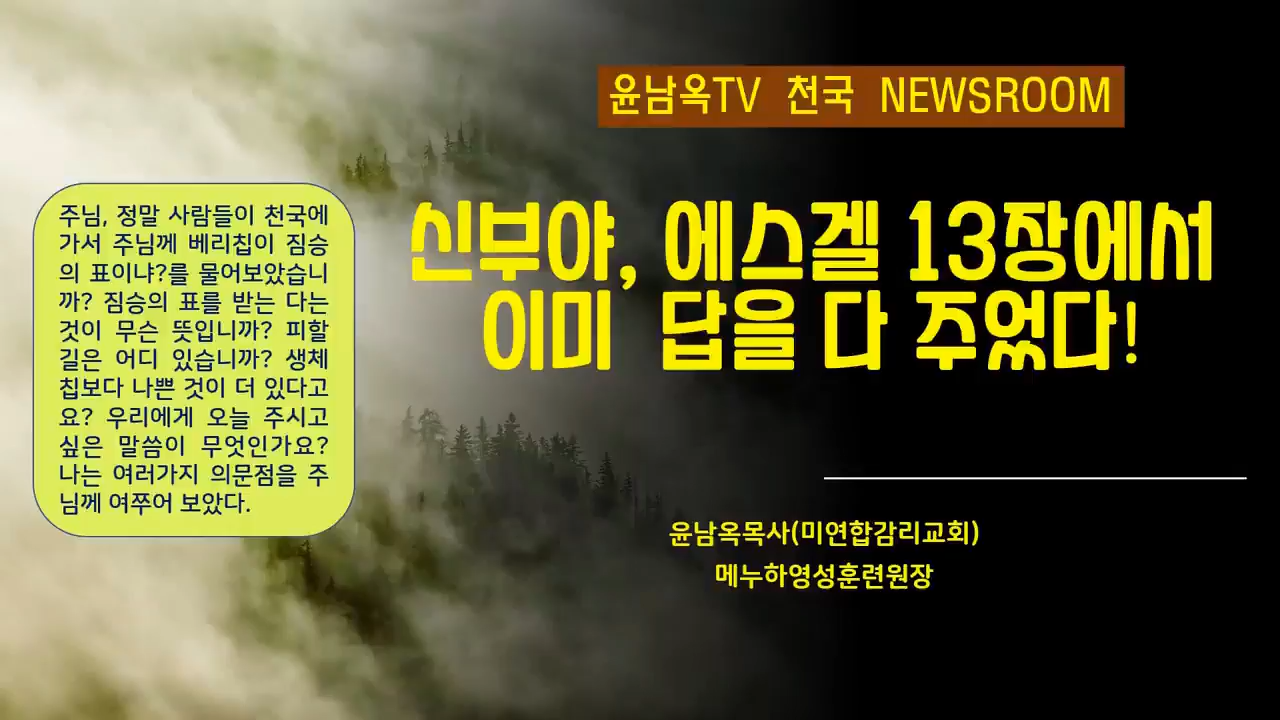 윤남옥TV 천국 NEWSROOM
신부야, 에스겔 13장에서
이미 답을 다 주었다!
주님, 정말 사람들이 천국에
가서 주님께 베리칩이 짐승
의 표이냐?를 물어보았습니
까? 짐승의 표를 받는 다는
것이 무슨 뜻입니까? 피할
길은 어디 있습니까? 생체
칩보다 나쁜 것이 더 있다고
요? 우리에게 오늘 주시고
싶은 말씀이 무엇인가요?
나는 여러가지 의문점을 주
님께 여쭈어 보았다.
윤남옥목사(미연합감리교회)
메누하영성훈련원장